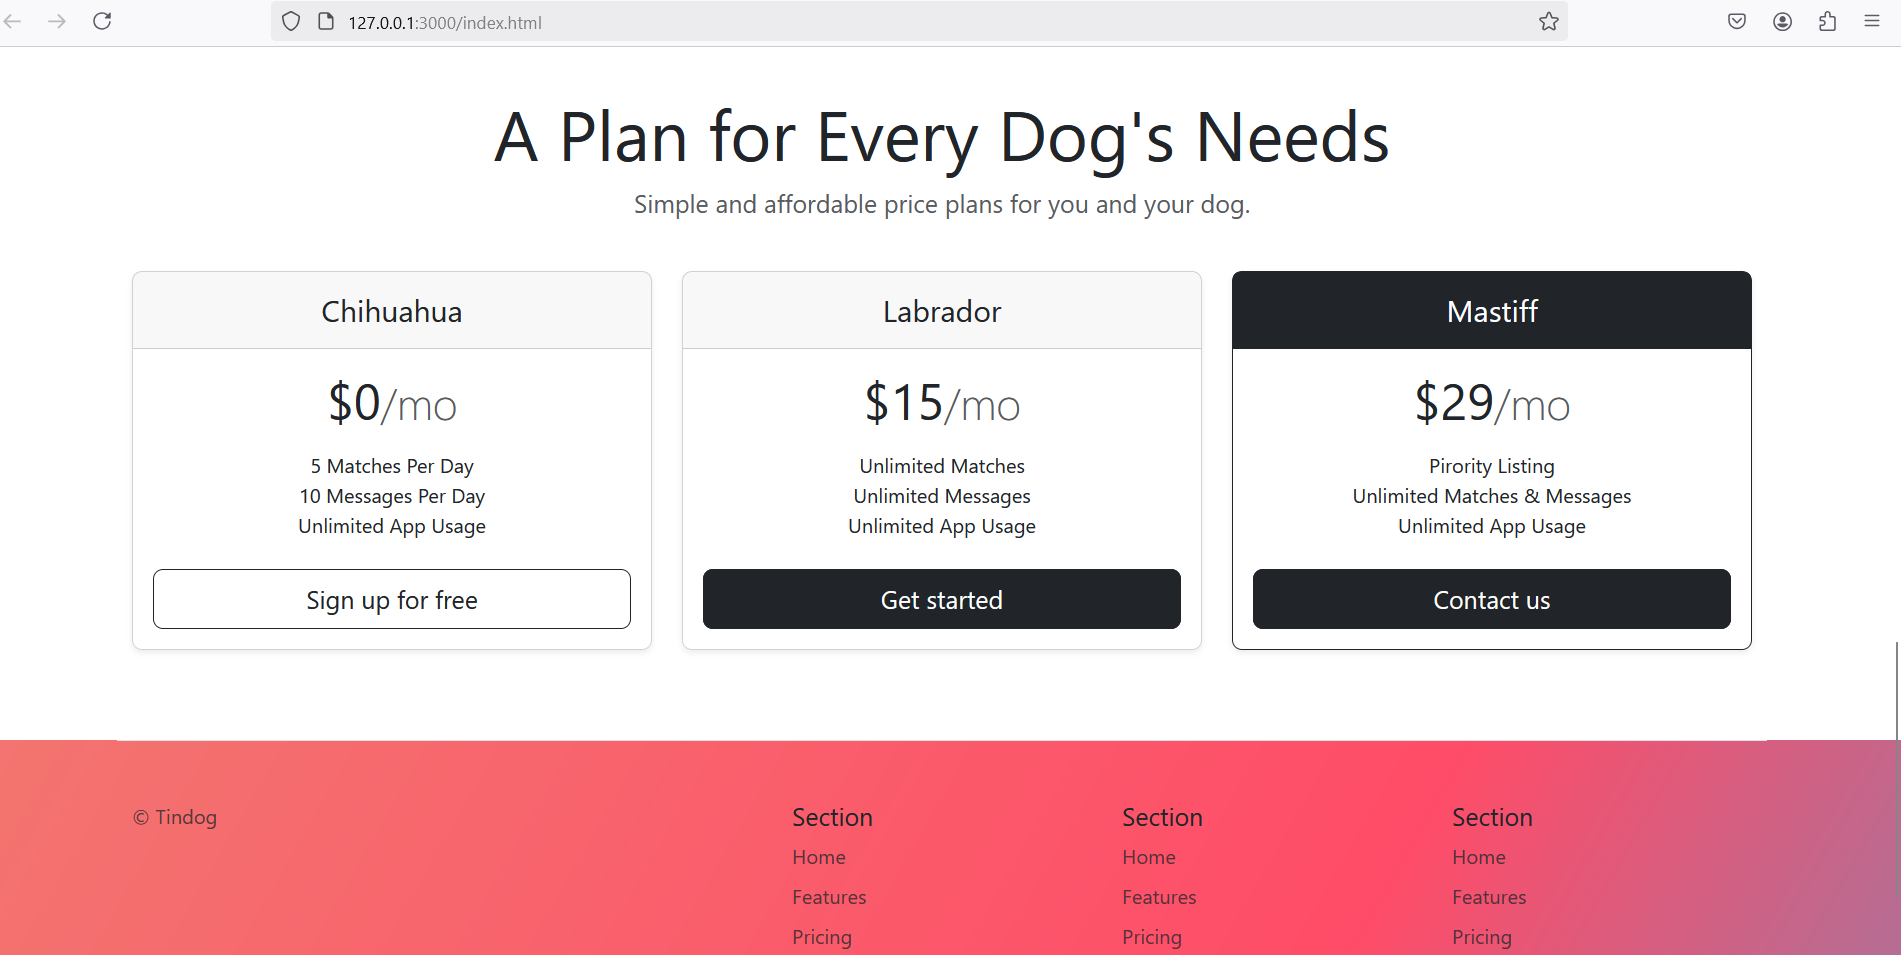 127.0.0.1:3000/index.html
A Plan for Every Dog's Needs
Simple and affordable price plans for you and your dog.
Chihuahua
$0/mo
5 Matches Per Day
10 Messages Per Day
Unlimited App Usage
Sign up for free
Labrador
$15/mo
Unlimited Matches
Unlimited Messages
Unlimited App Usage
Get started
Mastiff
$29/mo
Pirority Listing
Unlimited Matches & Messages
Unlimited App Usage
Contact us
© Tindog
Section
Home
Features
Pricing
Section
Home
Features
Pricing
Section
Home
Features
Pricing